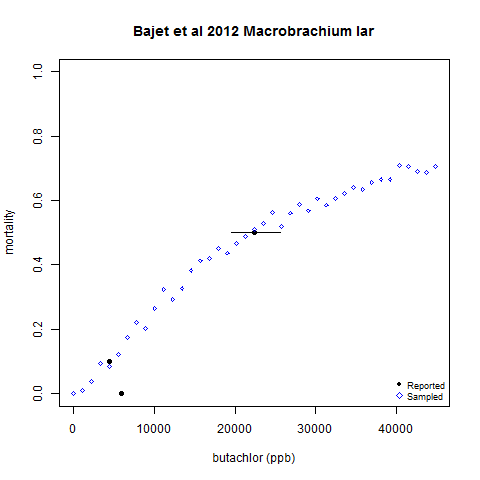 Bajet et al 2012 Macrobrachium lar
mortality
1.0
0.8
0.6
0.4
0.2
0.0
Reported
Sampled
0
10000
20000
30000
40000
butachlor (ppb)